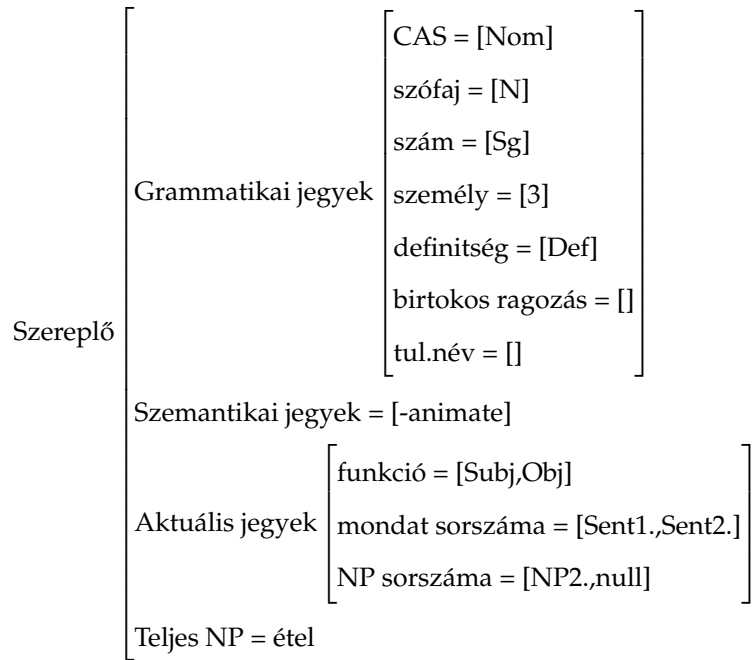 CAS = [Nom]
szófaj = [N]
szám = [Sg]
Grammatikai jegyek személy = [3]
definitség = [Def]
birtokos ragozás = []
Szereplő
tul.név = []
Szemantikai jegyek = [-animate]
funkció = [Subj,Obj]
Aktuális jegyek mondat sorszáma = [Sent1.,Sent2.]
NP sorszáma = [NP2.,null]
Teljes NP = étel